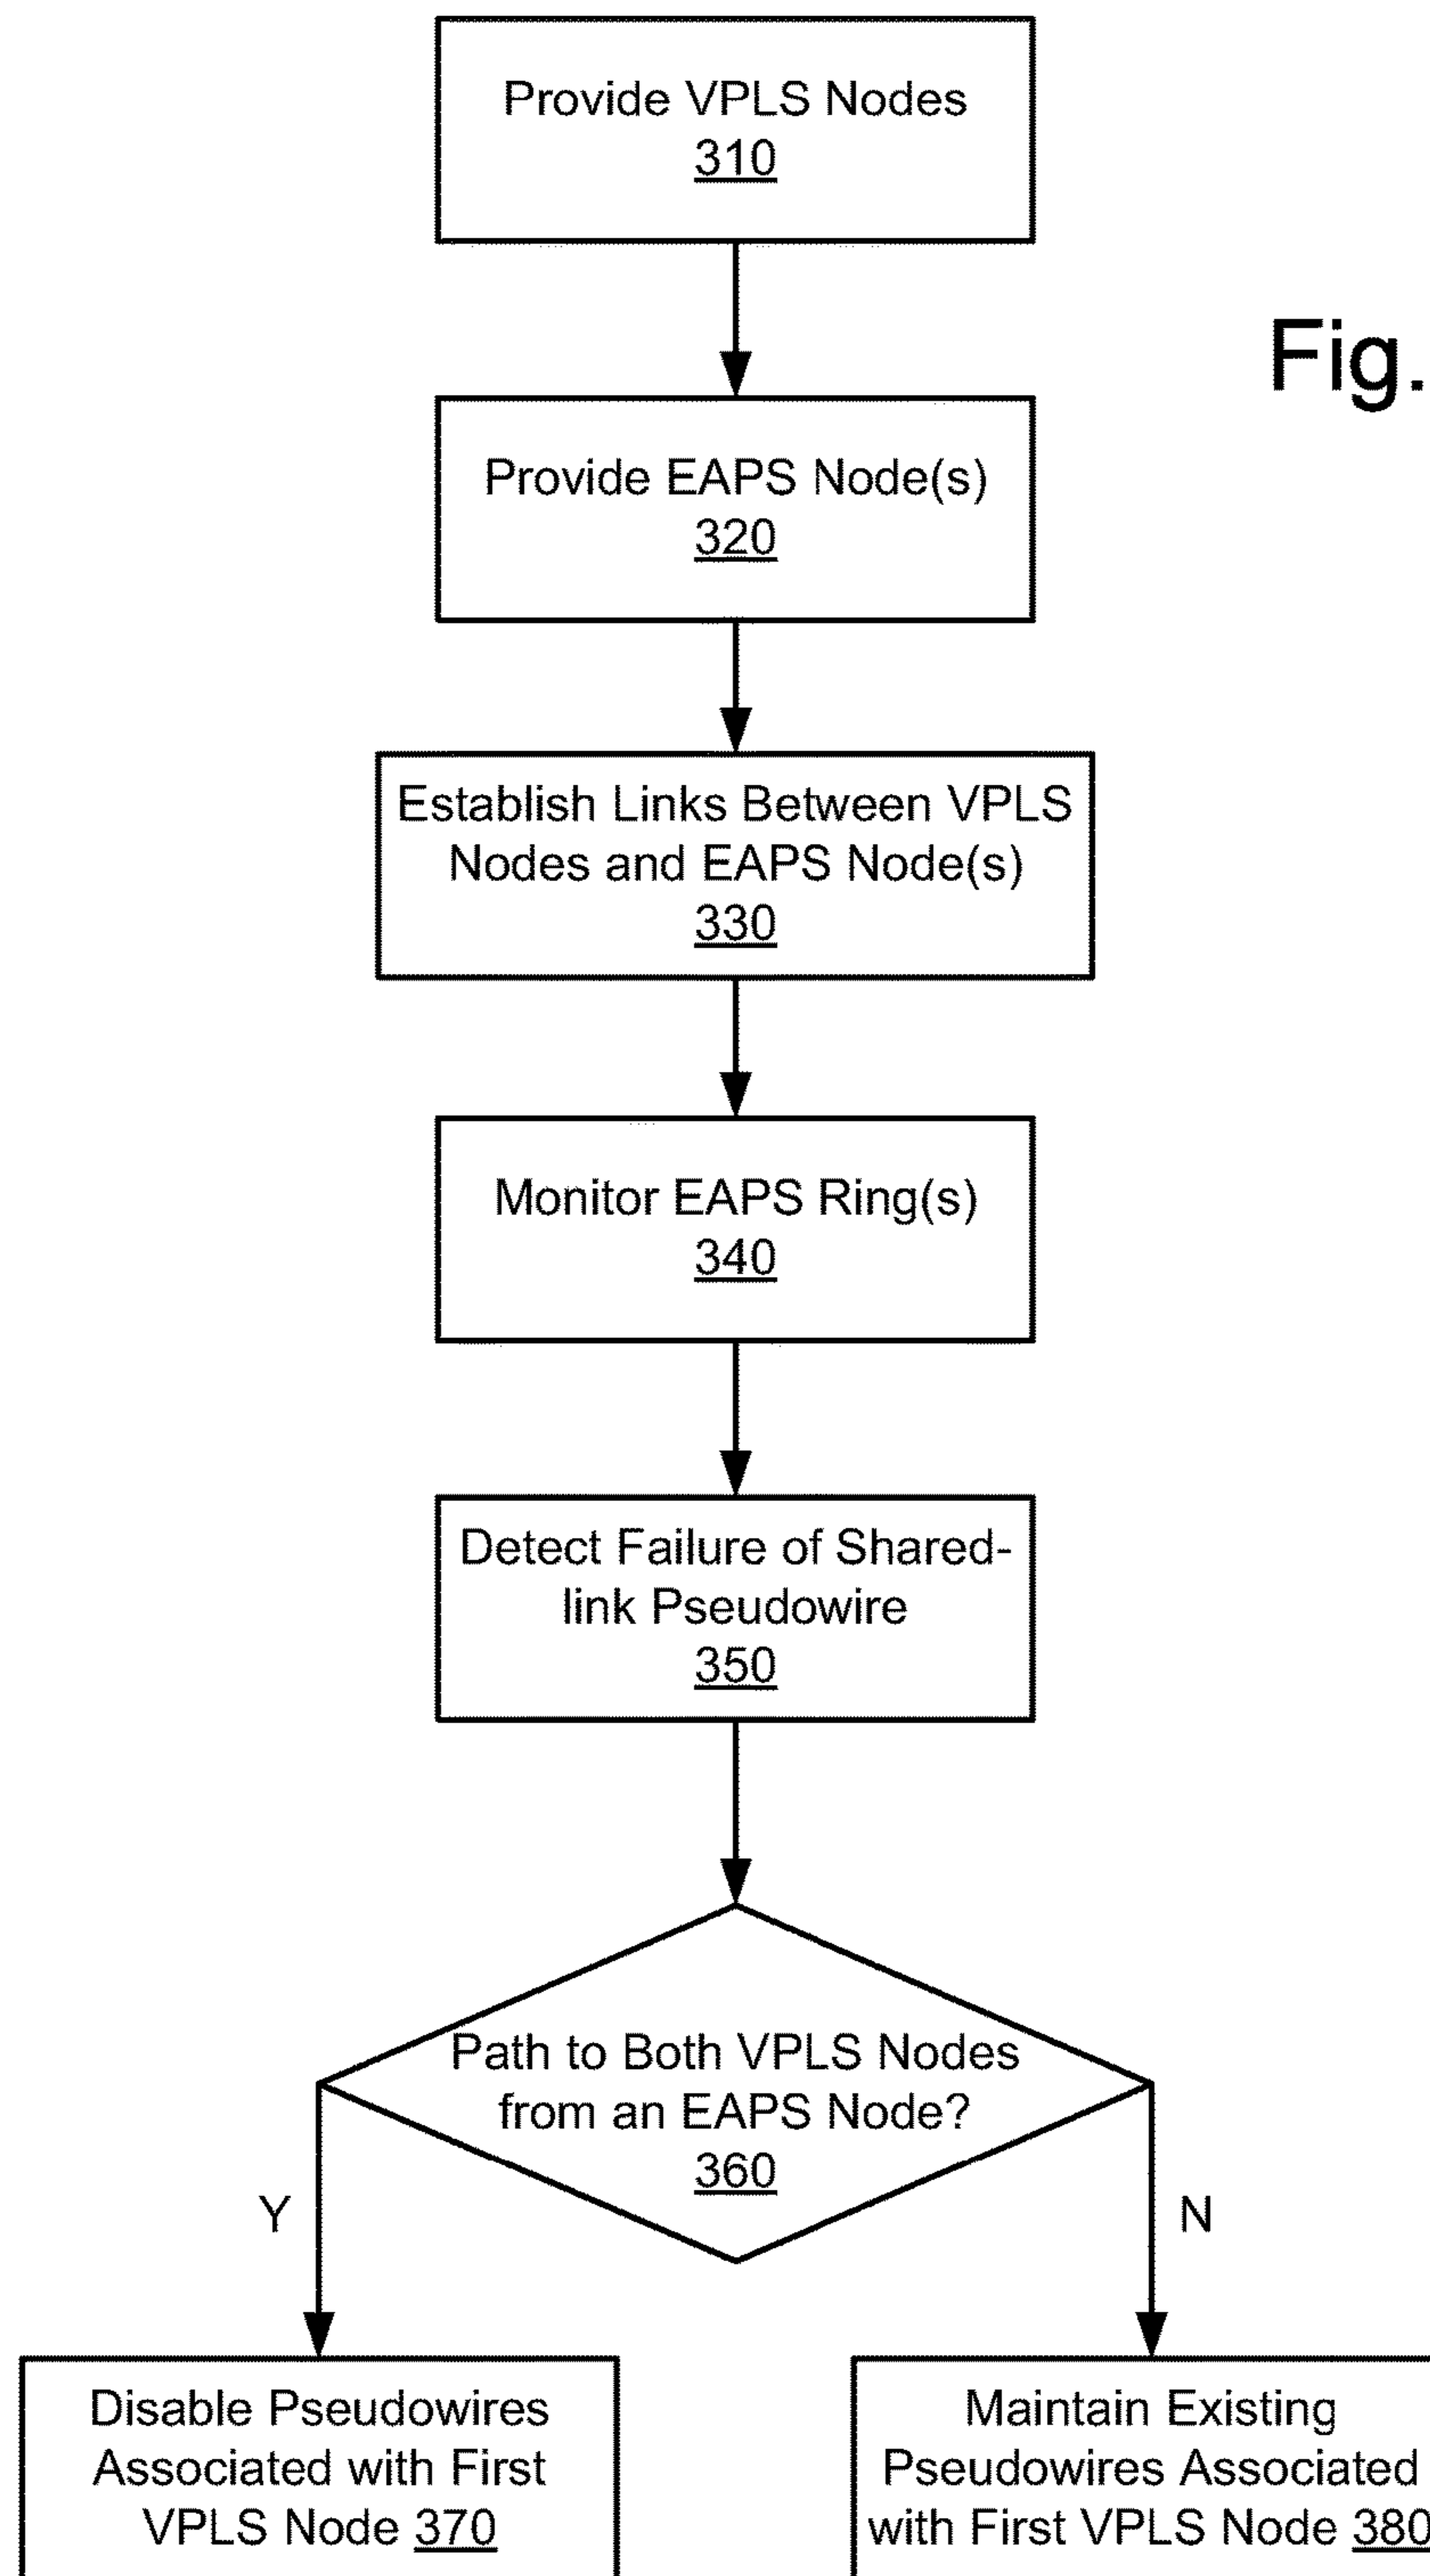 Provide VPLS Nodes
310
Fig.
Provide EAPS Node(s)
320
Establish Links Between VPLS
Nodes and EAPS Node(s)
330
Monitor EAPS Ring(s)
340
Detect Failure of Shared-
link Pseudowire
350
Path to Both VPLS Nodes
from an EAPS Node?
360
Y
N
Disable Pseudowires
Associated with First
VPLS Node 370
Maintain Existing
Pseudowires Associated
with First VPLS Node 380